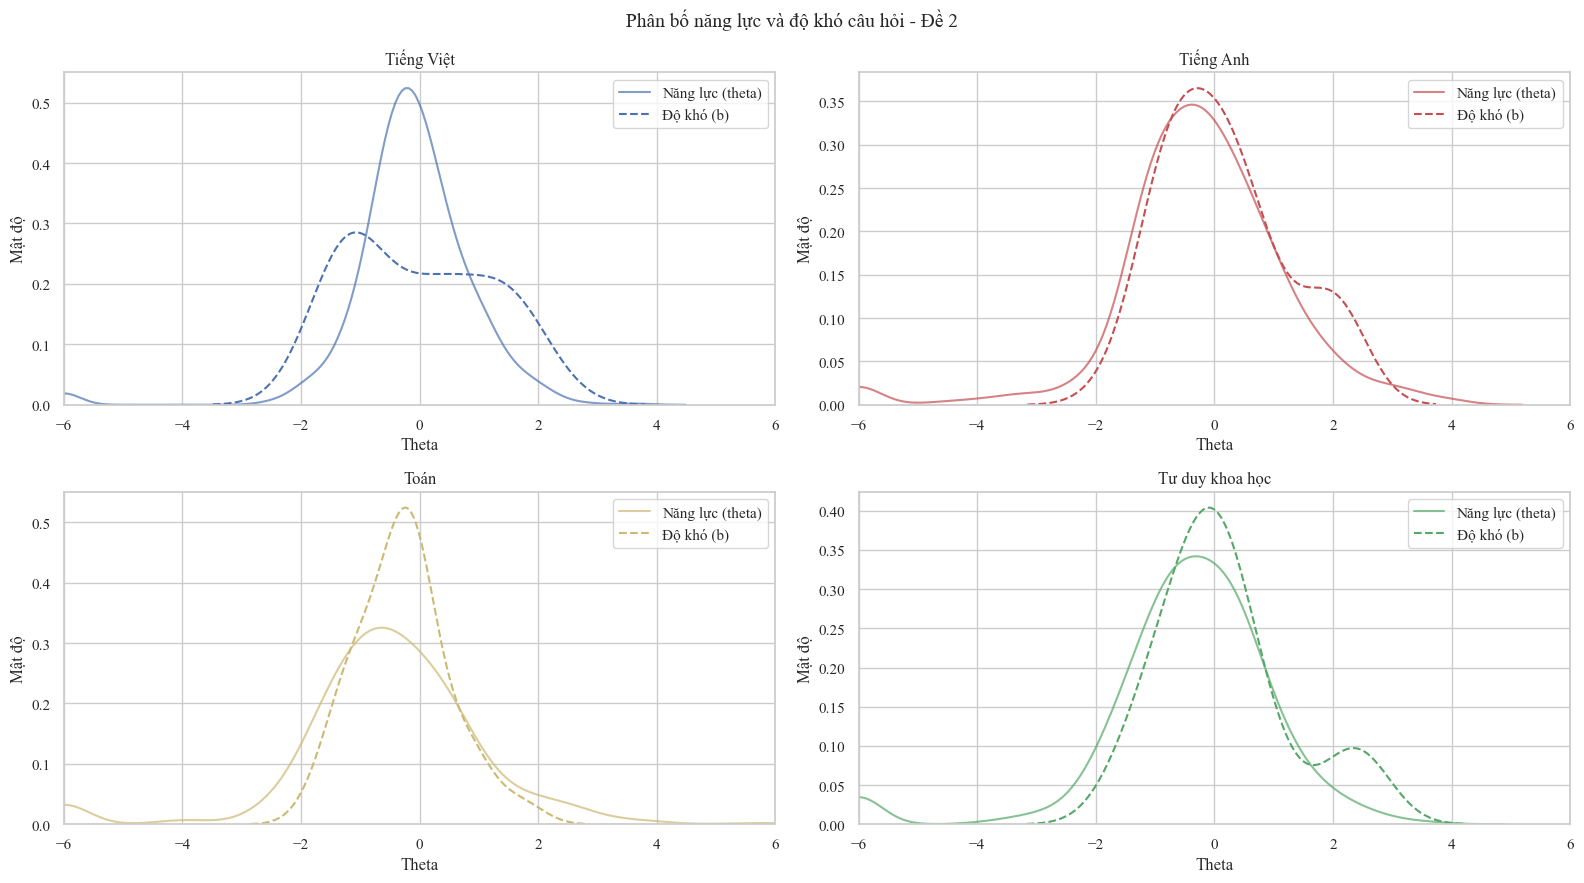 Phân bố năng lực và độ khó câu hỏi - Đề 2
Tiếng Việt
Mật độ
0.5
0.4
0.3
0.2
0.1
0.0
Năng lực (theta)
Độ khó (b)
−6 −4 −2 0 2 4 6
Theta
Tiếng Anh
Mật độ
0.35
0.30
0.25
0.20
0.15
0.10
0.05
0.00
Năng lực (theta)
Độ khó (b)
−6 −4 −2 0 2 4 6
Theta
Toán
Mật độ
0.5
0.4
0.3
0.2
0.1
0.0
Năng lực (theta)
Độ khó (b)
−6 −4 −2 0 2 4 6
Theta
Tư duy khoa học
Mật độ
0.40
0.35
0.30
0.25
0.20
0.15
0.10
0.05
0.00
Năng lực (theta)
Độ khó (b)
−6 −4 −2 0 2 4 6
Theta